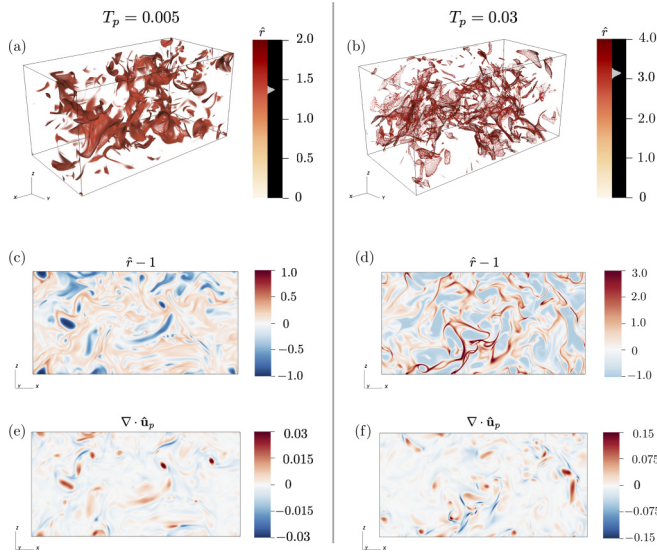 T_p = 0.005
T_p = 0.03
(a)
r̂
2.0
1.5
1.0
0.5
0
z
x
y
(b)
r̂
4.0
3.0
2.0
1.0
0
z
x
y
(c)
r̂ − 1
1.0
0.5
0
−0.5
−1.0
z
y
x
(d)
r̂ − 1
3.0
2.0
1.0
0
−1.0
z
y
x
(e)
∇ · û_p
0.03
0.015
0
−0.015
−0.03
z
y
x
(f)
∇ · û_p
0.15
0.075
0
−0.075
−0.15
z
y
x